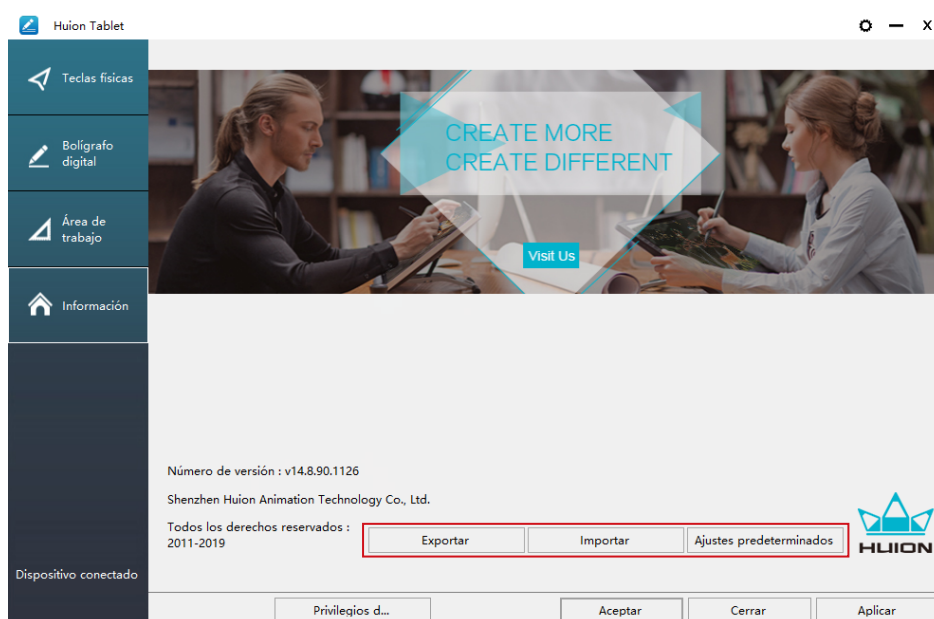 Huion Tablet
Teclas físicas
Bolígrafo
digital
Área de
trabajo
Información
Dispositivo conectado
CREATE MORE
CREATE DIFFERENT
Visit Us
Número de versión : v14.8.90.1126
Shenzhen Huion Animation Technology Co., Ltd.
Todos los derechos reservados :
2011-2019
Exportar
Importar
Ajustes predeterminados
HUION
Privilegios d...
Aceptar
Cerrar
Aplicar